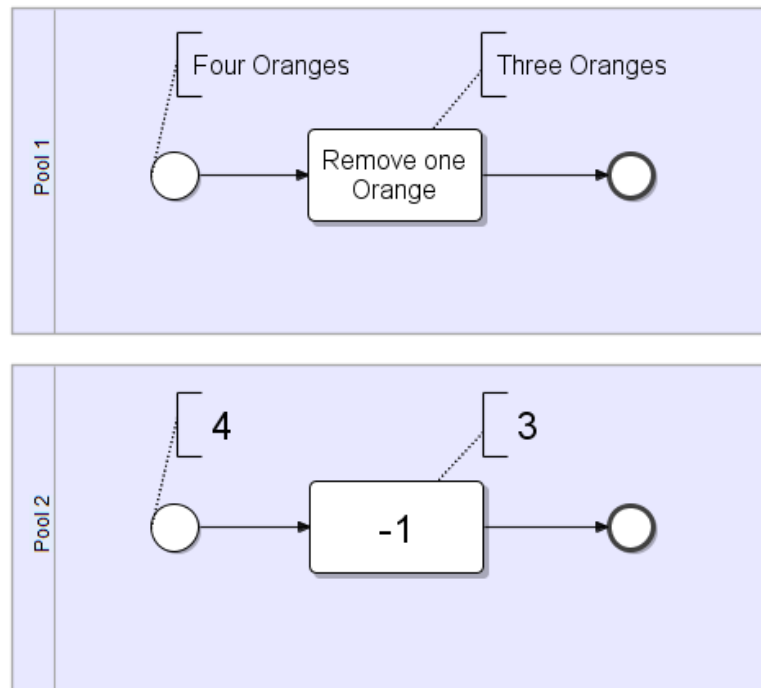 Pool 1
Four Oranges
Three Oranges
Remove one
Orange
Pool 2
4
3
-1